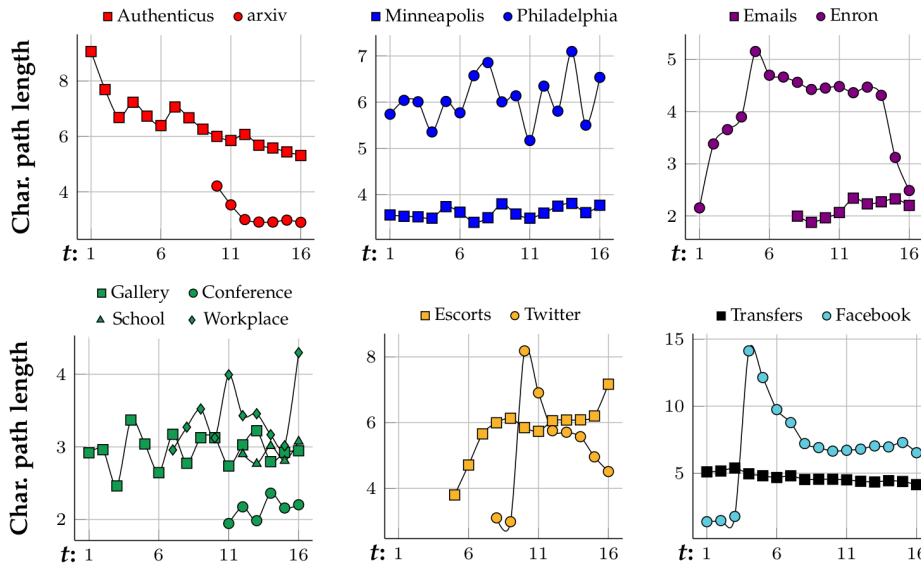 Authenticus arxiv
Char. path length
8
6
4
t: 1 6 11 16
Minneapolis Philadelphia
7
6
5
4
t: 1 6 11 16
Emails Enron
5
4
3
2
t: 1 6 11 16
Gallery Conference
School Workplace
Char. path length
4
3
2
t: 1 6 11 16
Escorts Twitter
8
6
4
t: 1 6 11 16
Transfers Facebook
15
10
5
t: 1 6 11 16